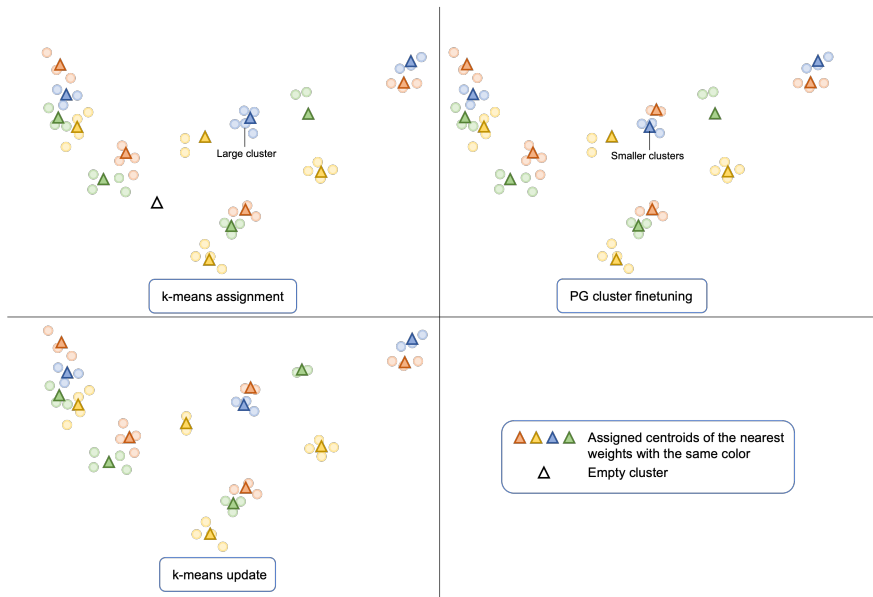 Large cluster
k-means assignment
Smaller clusters
PG cluster finetuning
k-means update
Assigned centroids of the nearest
weights with the same color
Empty cluster